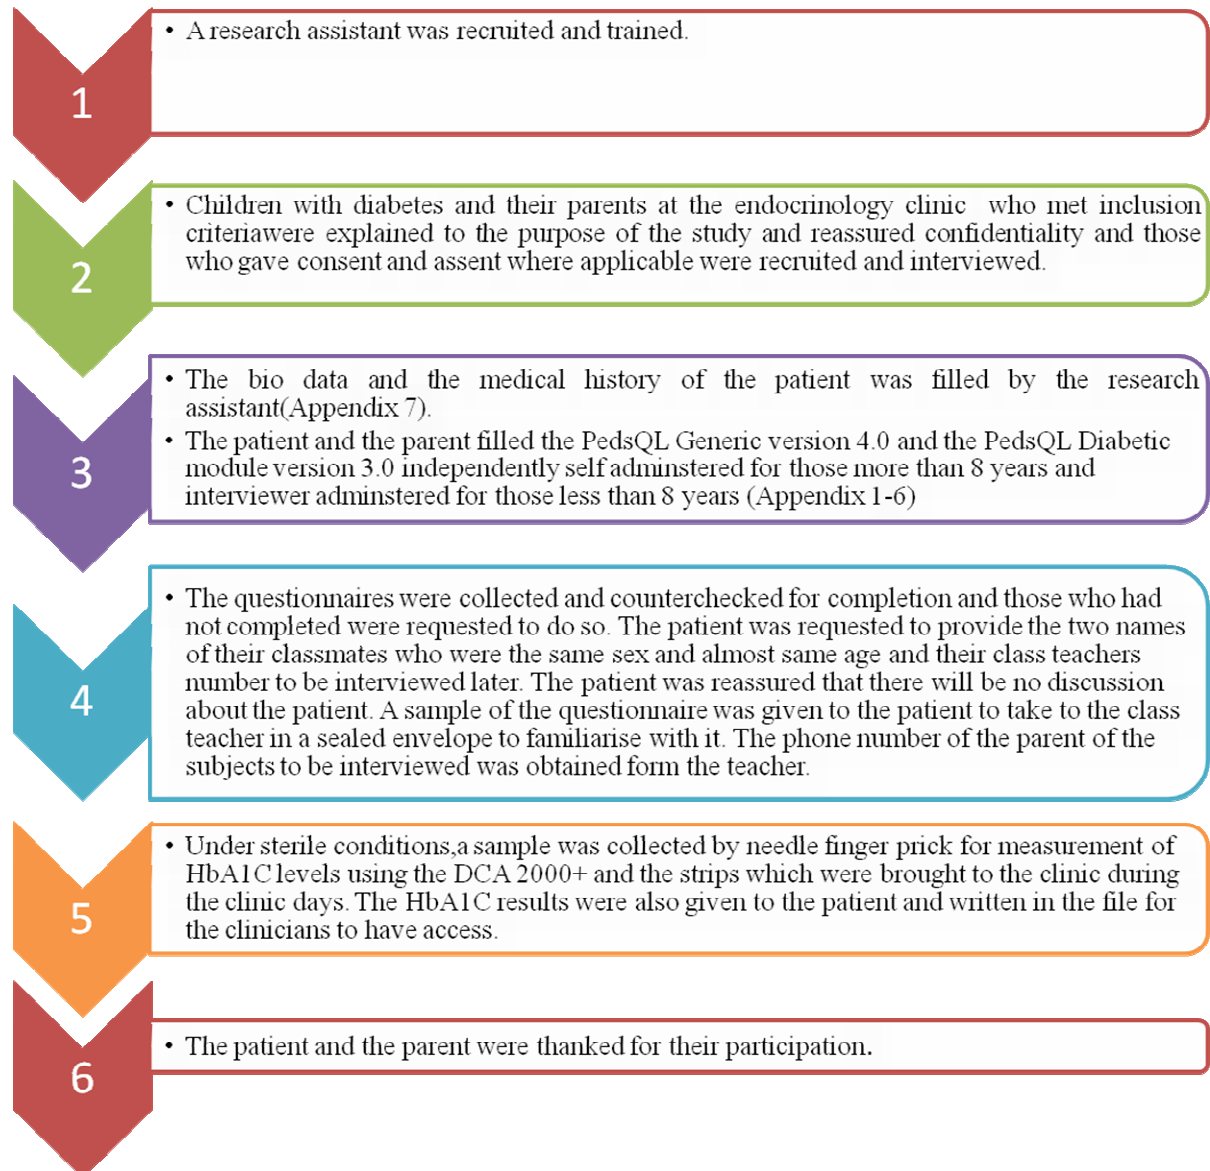 1
• A research assistant was recruited and trained.
2
• Children with diabetes and their parents at the endocrinology clinic who met inclusion
criteriawere explained to the purpose of the study and reassured confidentiality and those
who gave consent and assent where applicable were recruited and interviewed.
3
• The bio data and the medical history of the patient was filled by the research
assistant(Appendix 7).
• The patient and the parent filled the PedsQL Generic version 4.0 and the PedsQL Diabetic
module version 3.0 independently self adminstered for those more than 8 years and
interviewer adminstered for those less than 8 years (Appendix 1-6)
4
• The questionnaires were collected and counterchecked for completion and those who had
not completed were requested to do so. The patient was requested to provide the two names
of their classmates who were the same sex and almost same age and their class teachers
number to be interviewed later. The patient was reassured that there will be no discussion
about the patient. A sample of the questionnaire was given to the patient to take to the class
teacher in a sealed envelope to familiarise with it. The phone number of the parent of the
subjects to be interviewed was obtained form the teacher.
5
• Under sterile conditions,a sample was collected by needle finger prick for measurement of
HbA1C levels using the DCA 2000+ and the strips which were brought to the clinic during
the clinic days. The HbA1C results were also given to the patient and written in the file for
the clinicians to have access.
6
• The patient and the parent were thanked for their participation.